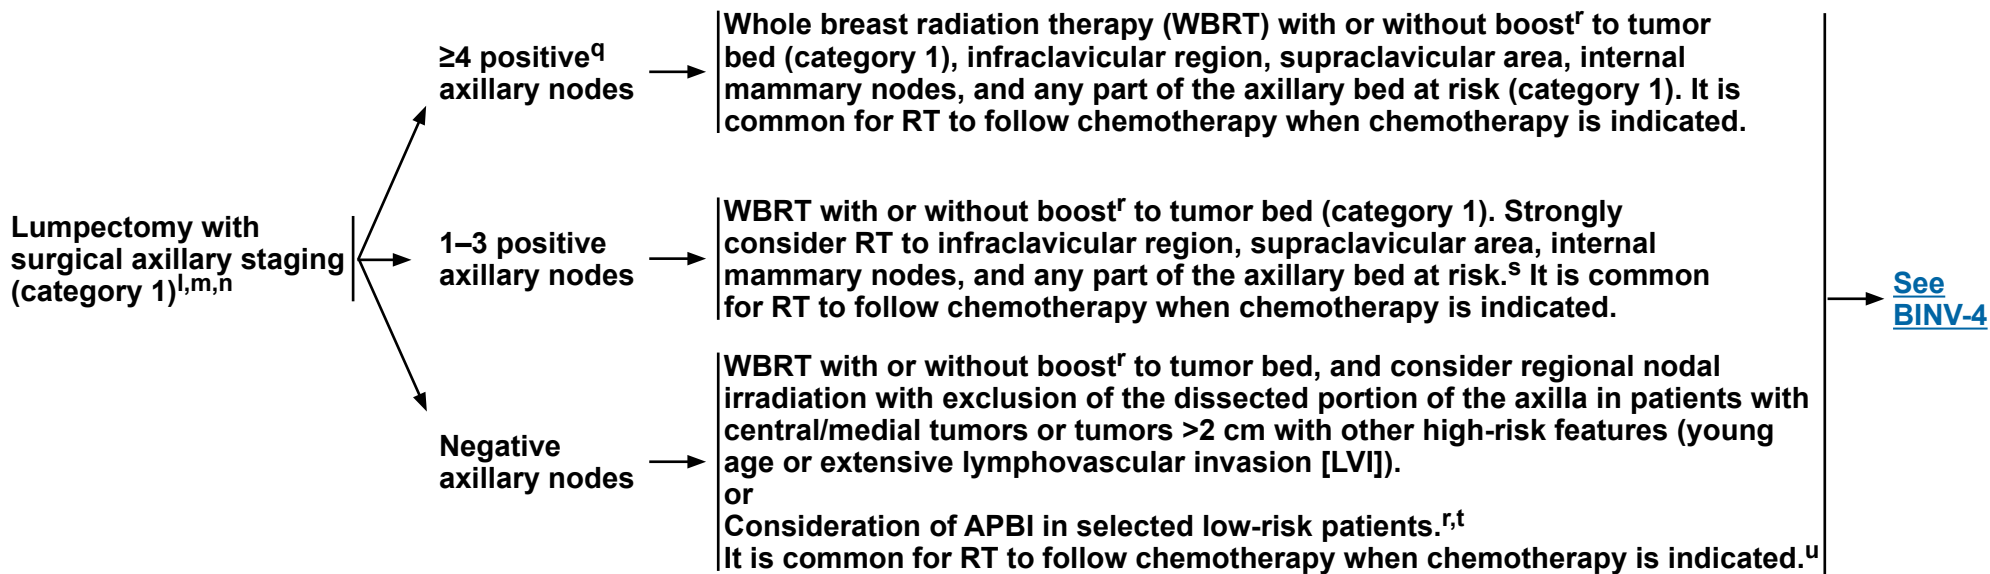 Lumpectomy with
surgical axillary staging
(category 1)l,m,n
≥4 positiveq
axillary nodes
Whole breast radiation therapy (WBRT) with or without boostr to tumor
bed (category 1), infraclavicular region, supraclavicular area, internal
mammary nodes, and any part of the axillary bed at risk (category 1). It is
common for RT to follow chemotherapy when chemotherapy is indicated.
1–3 positive
axillary nodes
WBRT with or without boostr to tumor bed (category 1). Strongly
consider RT to infraclavicular region, supraclavicular area, internal
mammary nodes, and any part of the axillary bed at risk.s It is common
for RT to follow chemotherapy when chemotherapy is indicated.
Negative
axillary nodes
WBRT with or without boostr to tumor bed, and consider regional nodal
irradiation with exclusion of the dissected portion of the axilla in patients with
central/medial tumors or tumors >2 cm with other high-risk features (young
age or extensive lymphovascular invasion [LVI]).
or
Consideration of APBI in selected low-risk patients.r,t
It is common for RT to follow chemotherapy when chemotherapy is indicated.u
See
BINV-4